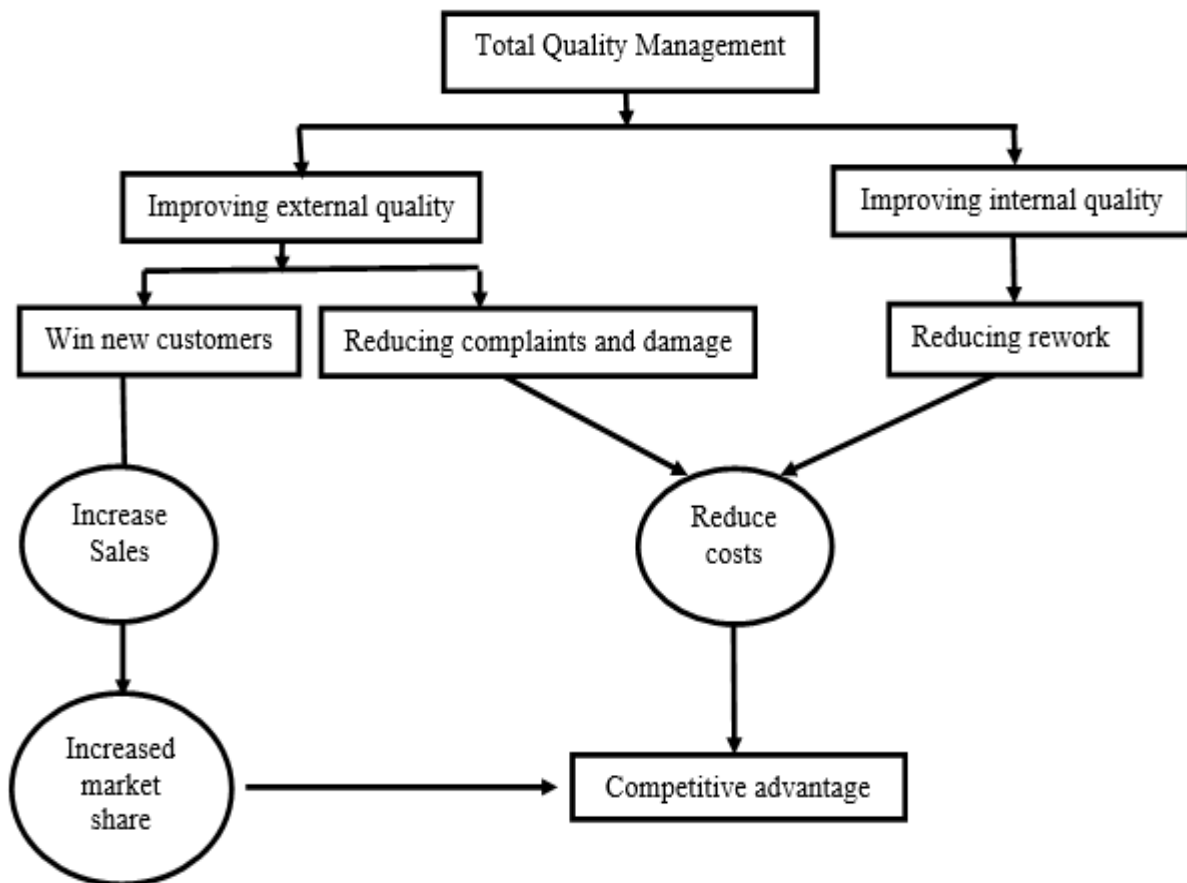 Total Quality Management
Improving external quality
Improving internal quality
Win new customers
Reducing complaints and damage
Reducing rework
Increase
Sales
Reduce
costs
Increased
market
share
Competitive advantage